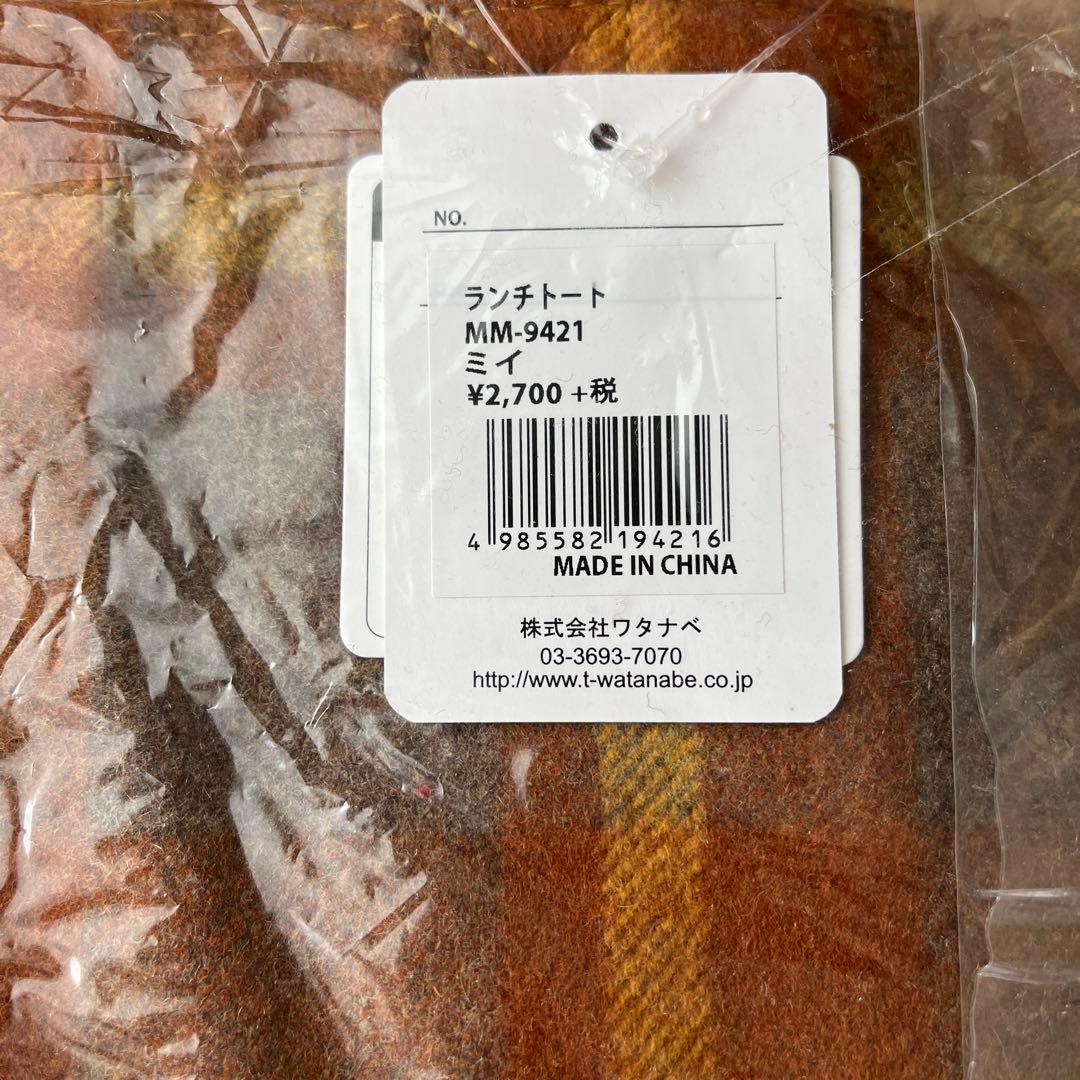 NO.
ランチトート
MM-9421
ミイ
¥2,700 +税
4 985582 194216
MADE IN CHINA
株式会社ワタナベ
03-3693-7070
http://www.t-watanabe.co.jp